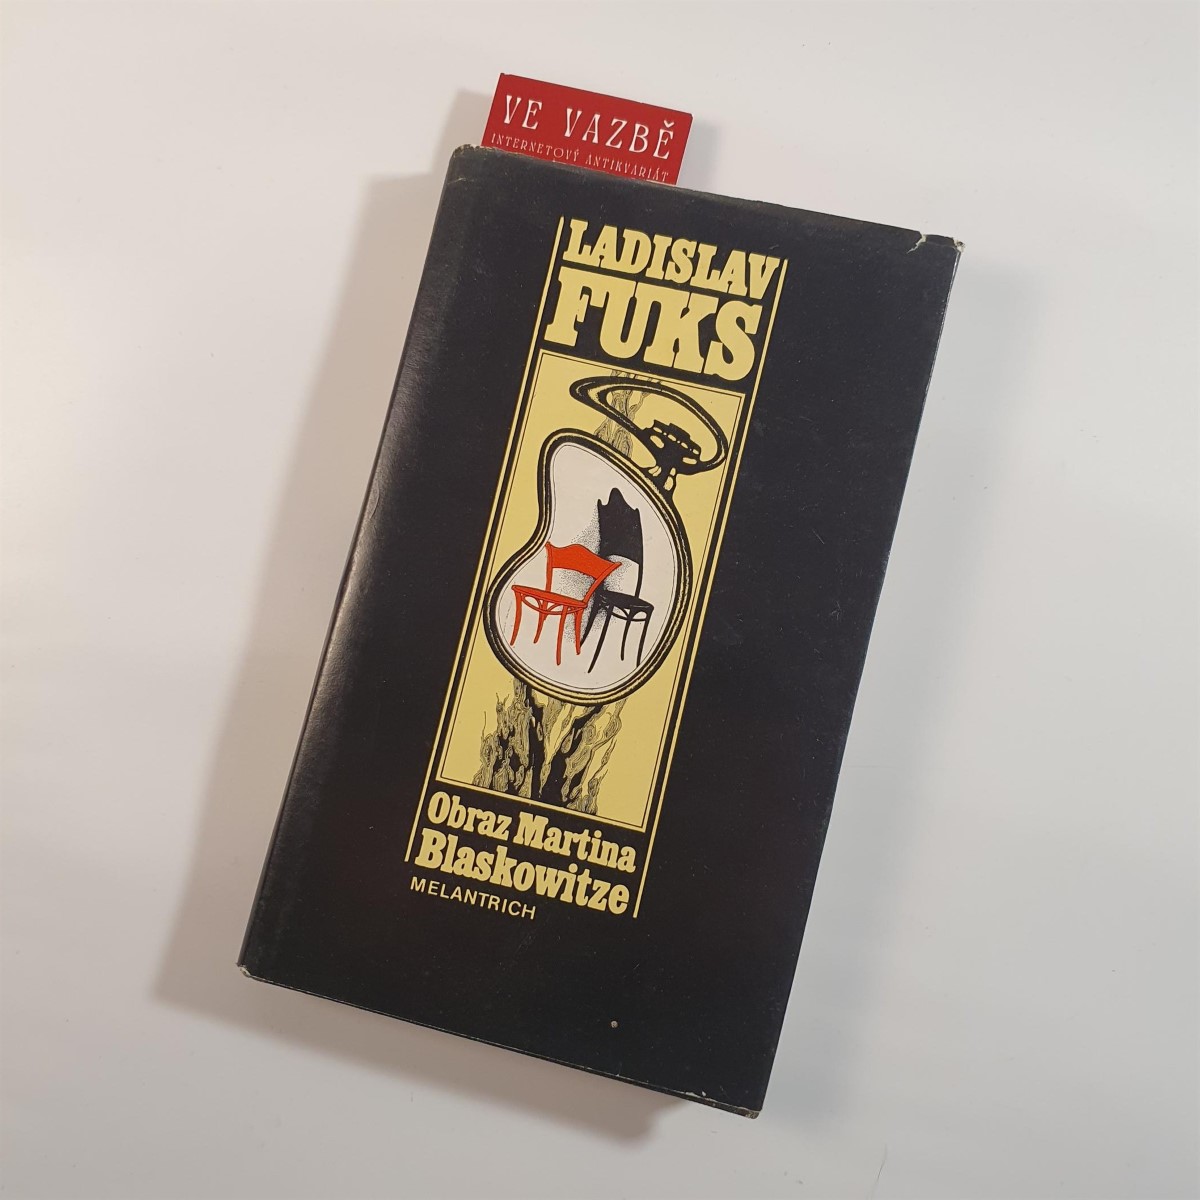 VE VAZBĚ
INTERNETOVÝ ANTIKVARIÁT
LADISLAV
FUKS
Obraz Martina
Blaskowitze
MELANTRICH